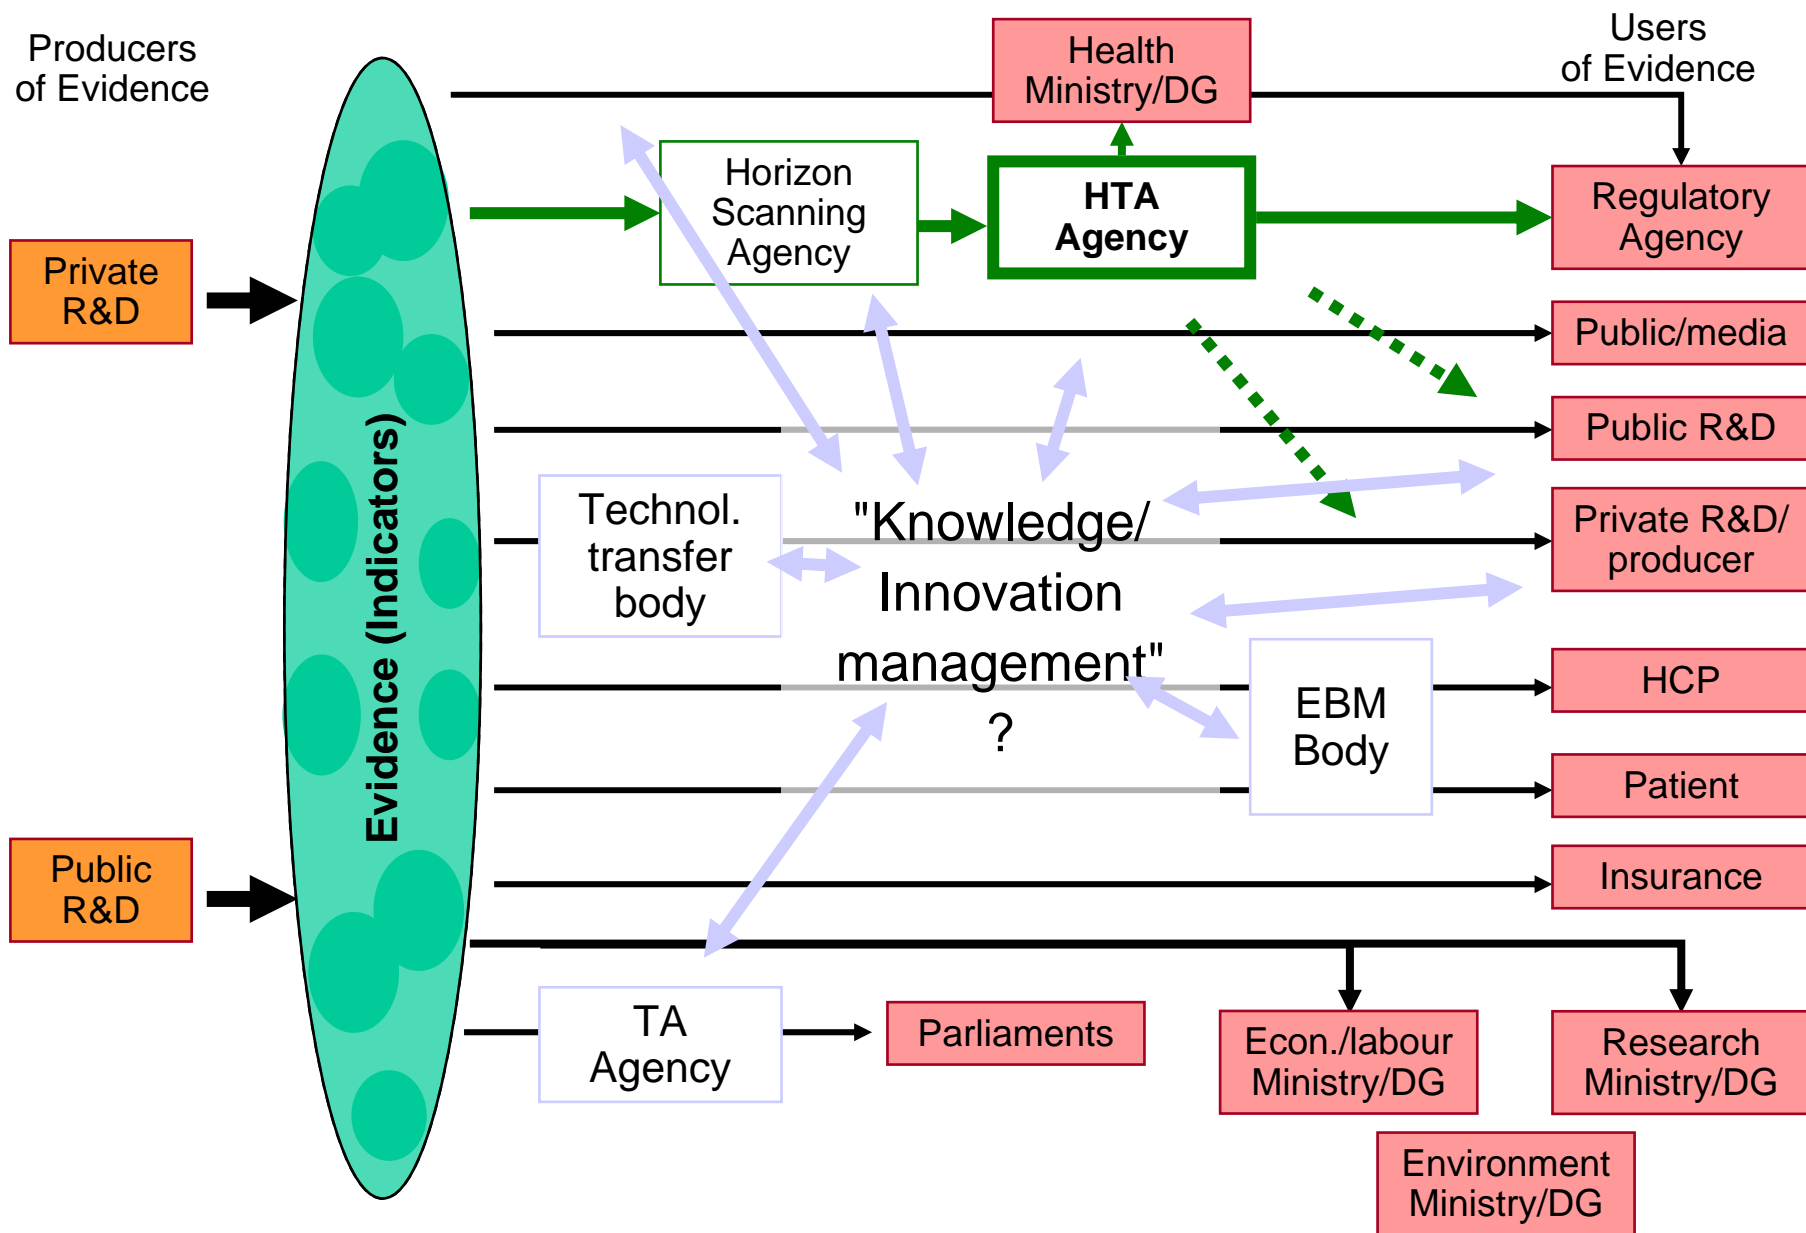 Producers
of Evidence
Health
Ministry/DG
Users
of Evidence
Horizon
Scanning
Agency
HTA
Agency
Regulatory
Agency
Private
R&D
Public/media
Evidence (Indicators)
Public R&D
Technol.
transfer
body
"Knowledge/
Innovation
management"
?
Private R&D/
producer
EBM
Body
HCP
Patient
Public
R&D
Insurance
TA
Agency
Parliaments
Econ./labour
Ministry/DG
Research
Ministry/DG
Environment
Ministry/DG